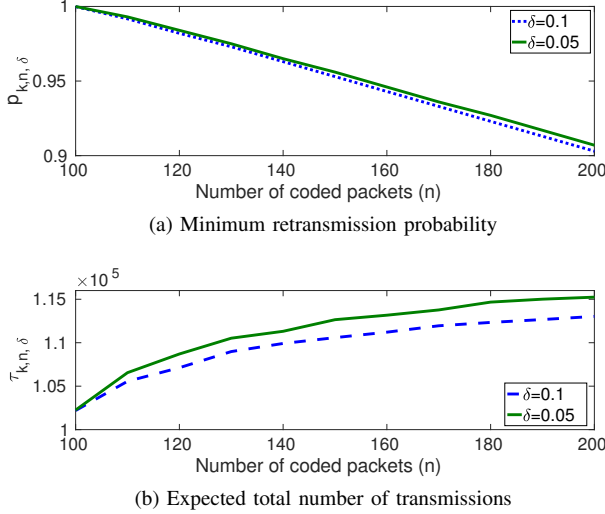 1
0.95
0.9
p_{k,n, δ}
δ=0.1
δ=0.05
100 120 140 160 180 200
Number of coded packets (n)
(a) Minimum retransmission probability
×10^5
1.15
1.1
1.05
1
τ_{k,n, δ}
δ=0.1
δ=0.05
100 120 140 160 180 200
Number of coded packets (n)
(b) Expected total number of transmissions